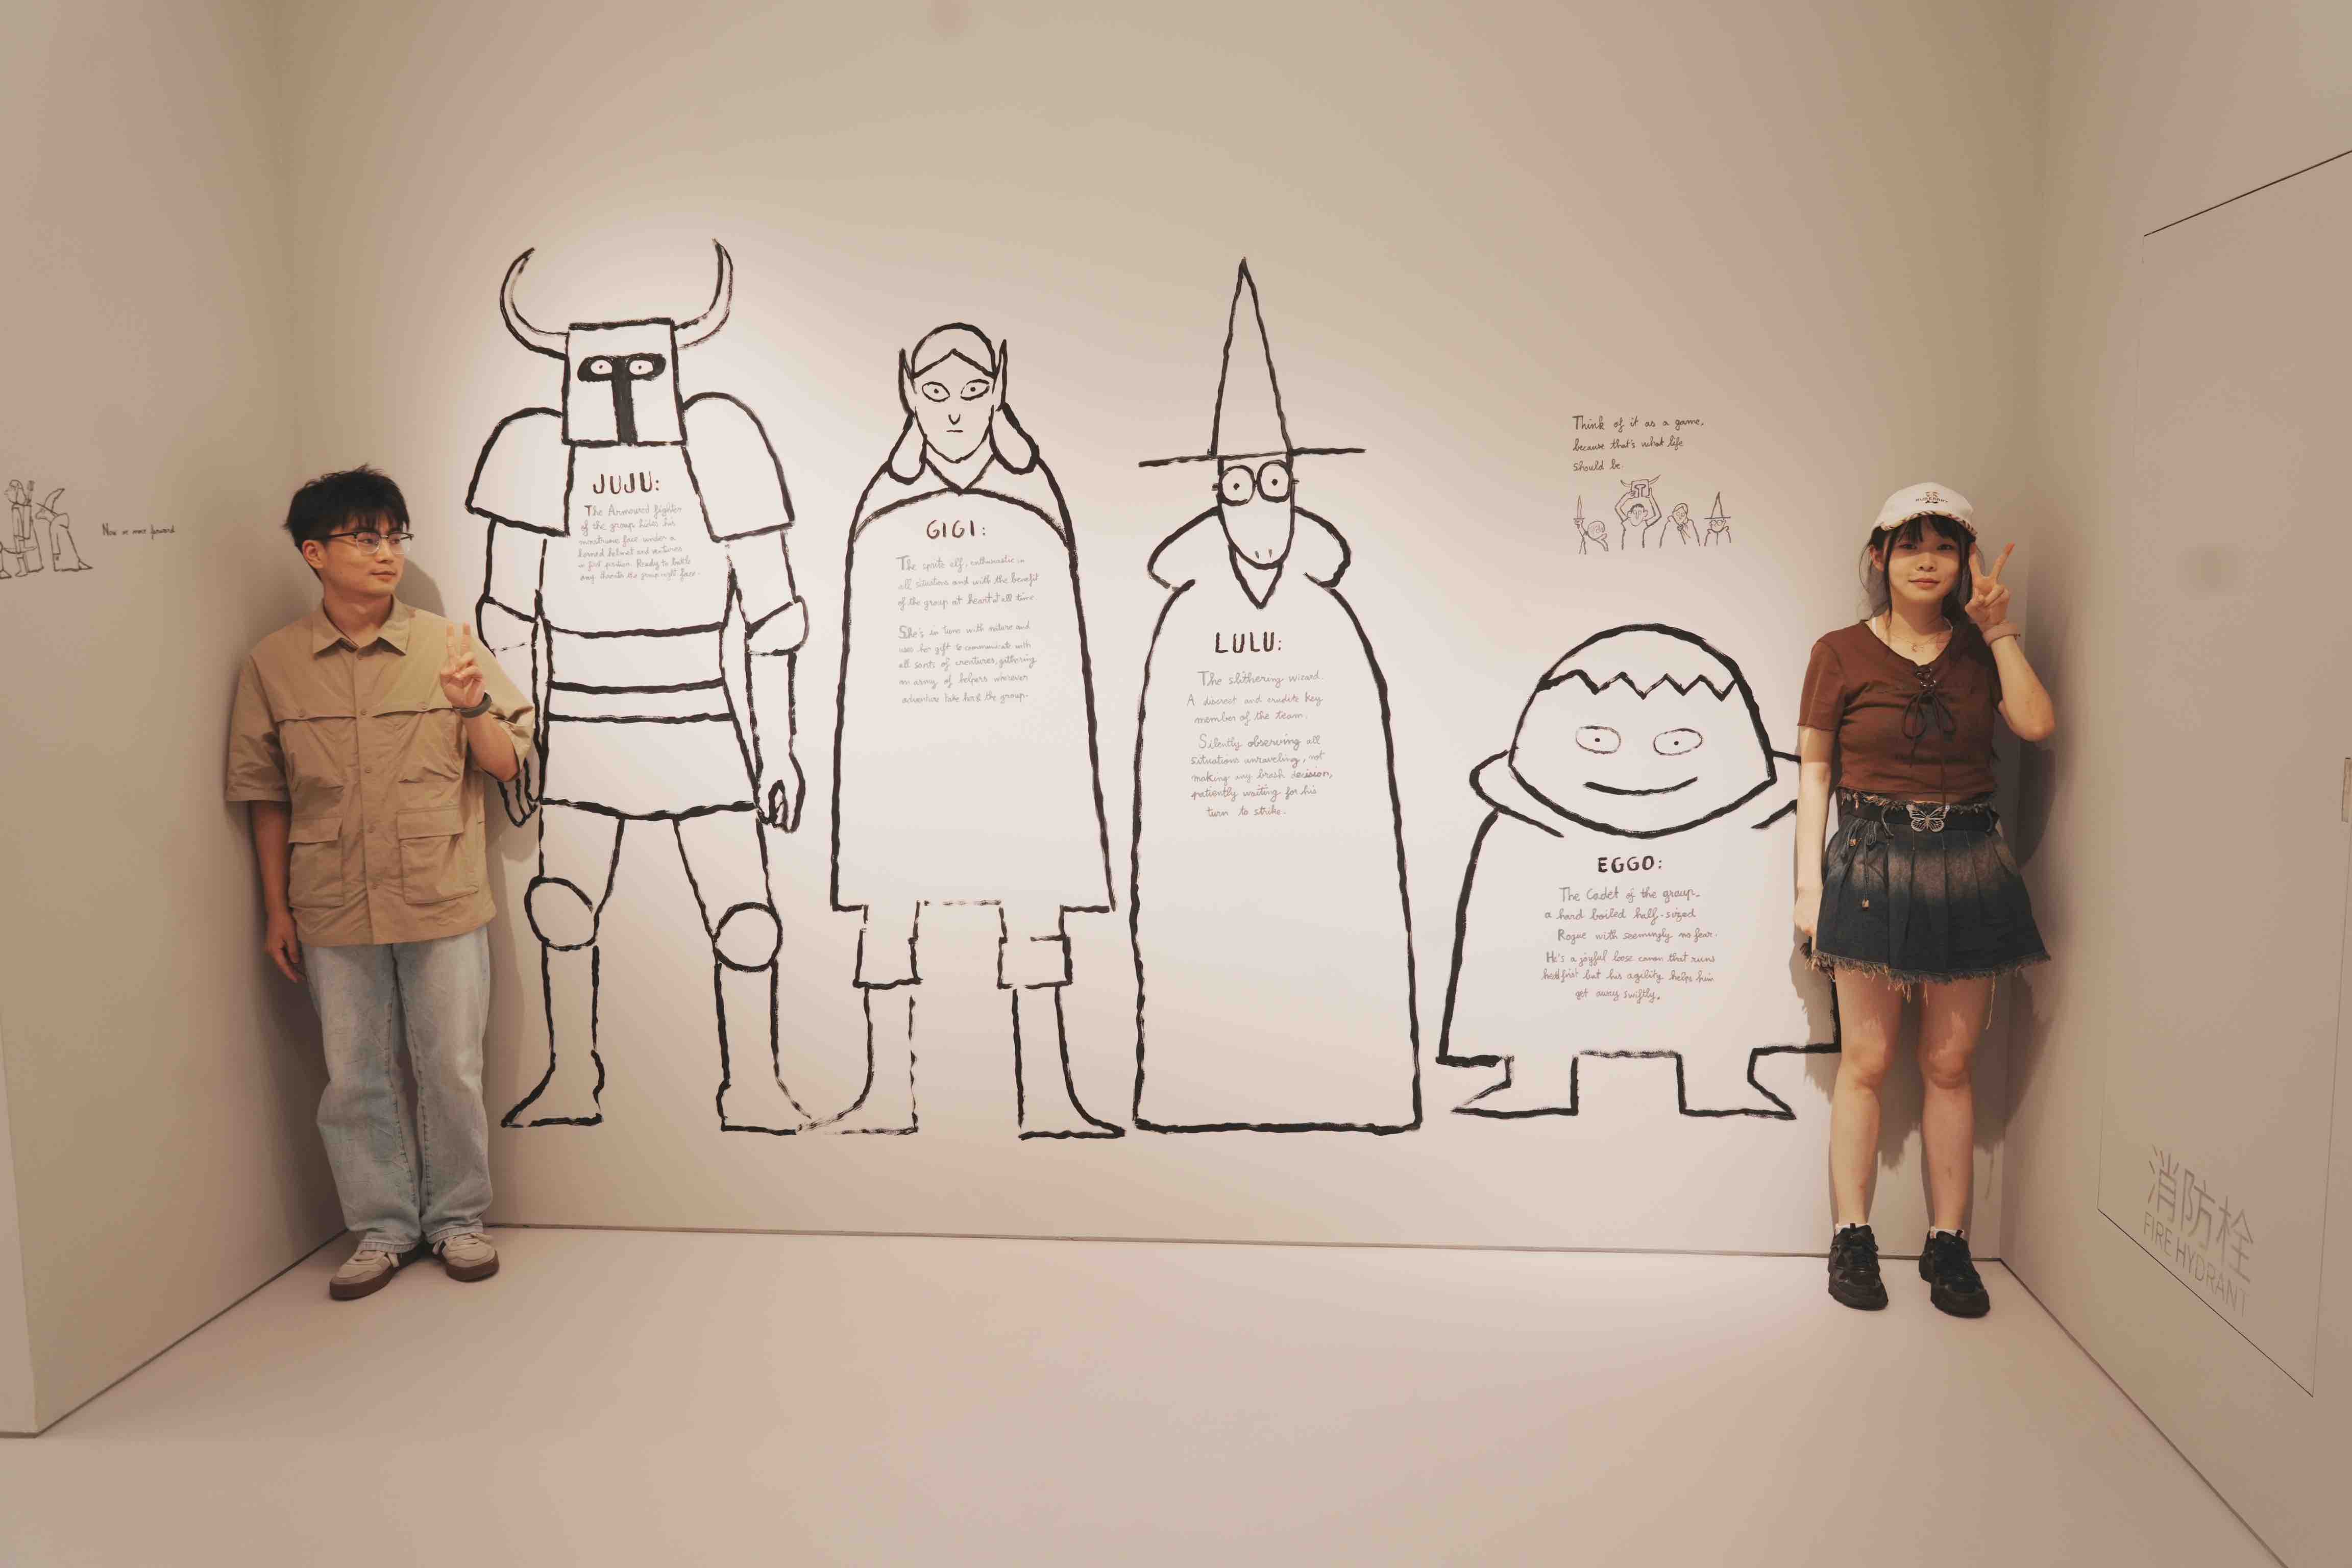 Now or never forward
JUJU:
The Armoured fighter
of the group hides his
monstruous face under a
horned helmet and ventures
in first position. Ready to battle
any threats the group might face.
GIGI:
The sprite elf, enthusiastic in
all situations and with the benefit
of the group at heart at all time.
She's in tune with nature and
uses her gift to communicate with
all sorts of creatures, gathering
an army of helpers wherever
adventure take her & the group.
LULU:
The slithering wizard.
A discreet and erudite key
member of the team.
Silently observing all
situations unraveling, not
making any brash decision,
patiently waiting for his
turn to strike.
Think of it as a game,
because that's what life
should be.
EGGO:
The Cadet of the group.
a hard boiled half-sized
Rogue with seemingly no fear.
He's a joyful loose canon that runs
headfirst but his agility helps him
get away swiftly.
消防栓
FIRE HYDRANT